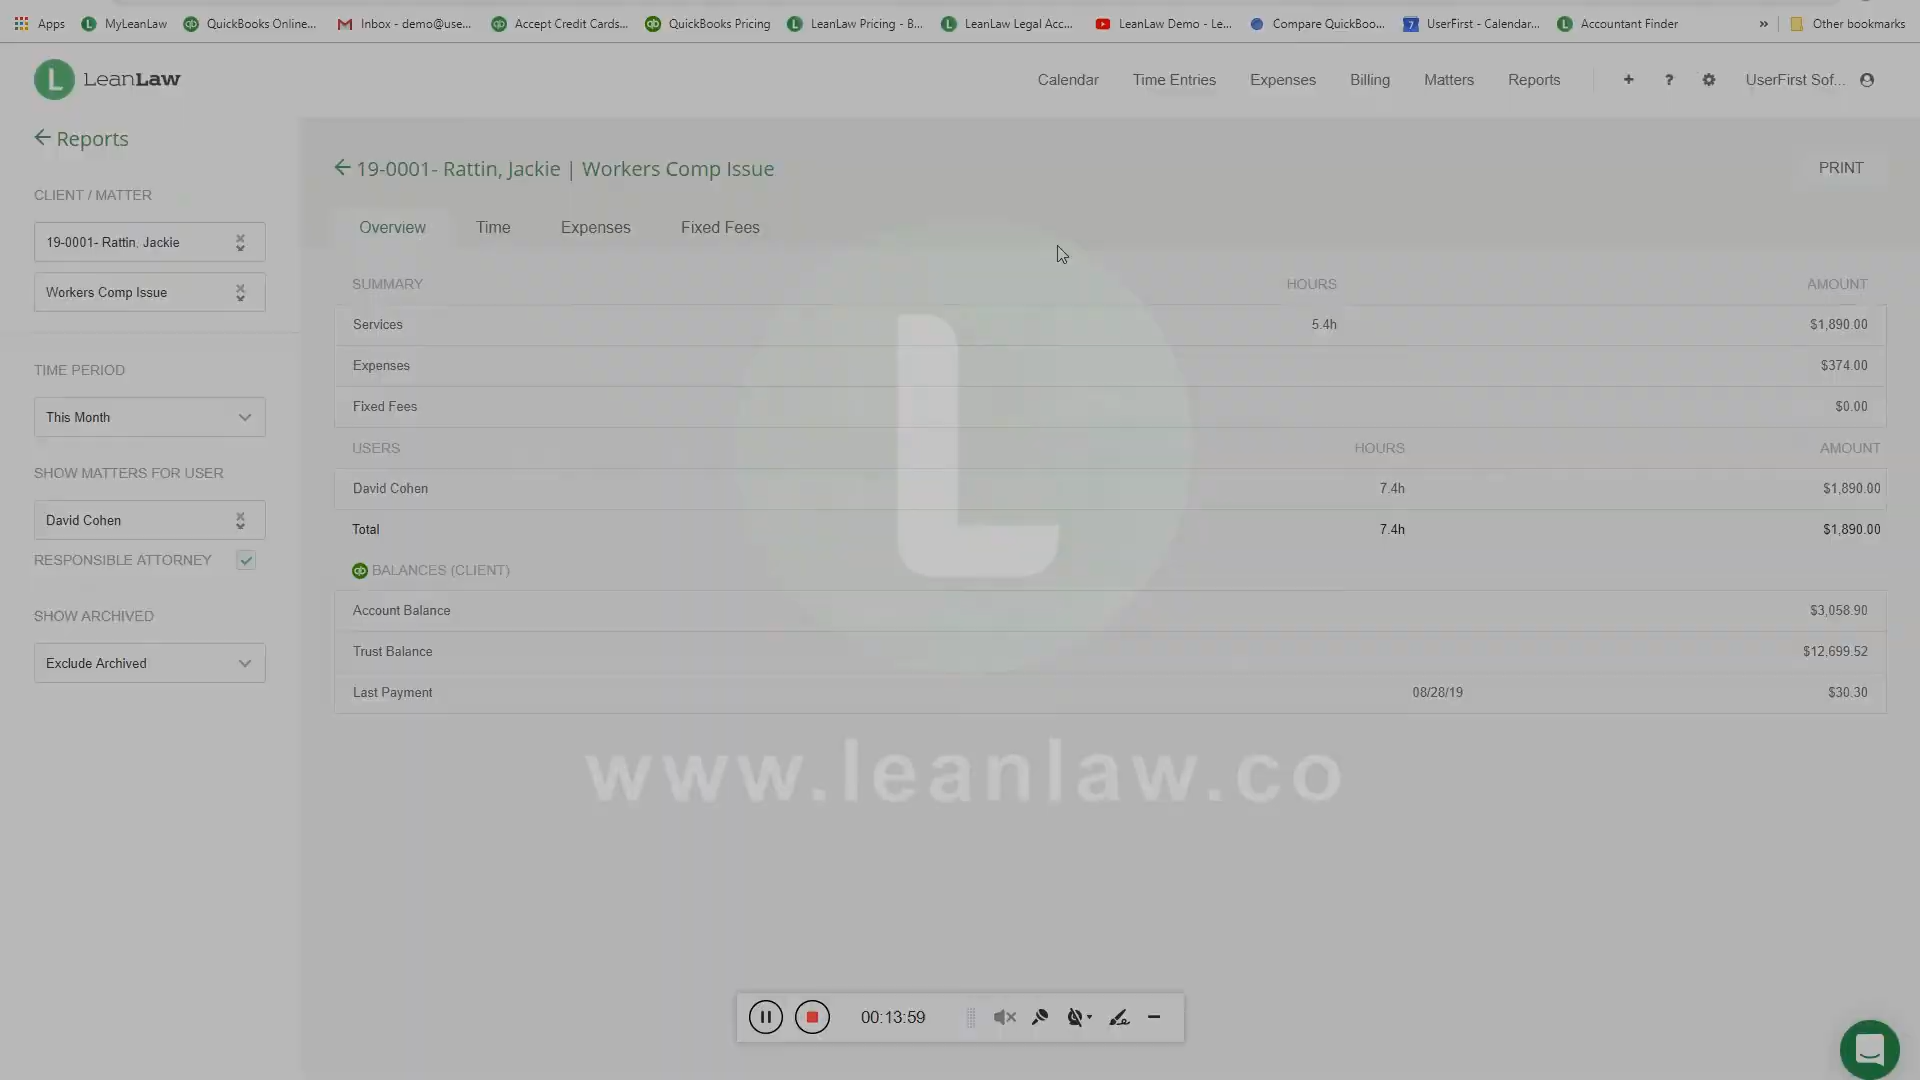 Apps MyLeanLaw QuickBooks Online... Inbox - demo@use... Accept Credit Cards... QuickBooks Pricing LeanLaw Pricing - B... LeanLaw Legal Acc... LeanLaw Demo - Le... Compare QuickBoo... UserFirst - Calendar... Accountant Finder » Other bookmarks
L LeanLaw Calendar Time Entries Expenses Billing Matters Reports + ? UserFirst Sof...
Reports
19-0001- Rattin, Jackie | Workers Comp Issue PRINT
CLIENT / MATTER
19-0001- Rattin, Jackie
Workers Comp Issue
TIME PERIOD
This Month
SHOW MATTERS FOR USER
David Cohen
RESPONSIBLE ATTORNEY
SHOW ARCHIVED
Exclude Archived
Overview Time Expenses Fixed Fees
SUMMARY HOURS AMOUNT
Services 5.4h $1,890.00
Expenses $374.00
Fixed Fees $0.00
USERS HOURS AMOUNT
David Cohen 7.4h $1,890.00
Total 7.4h $1,890.00
qb BALANCES (CLIENT)
Account Balance $3,058.90
Trust Balance $12,699.52
Last Payment 08/28/19 $30.30
L
www.leanlaw.co
00:13:59